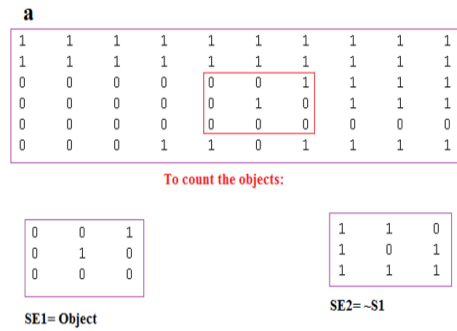 a
1 1 1 1 1 1 1 1 1 1
1 1 1 1 1 1 1 1 1 1
0 0 0 0 0 0 1 1 1 1
0 0 0 0 0 1 0 1 1 1
0 0 0 0 0 0 0 0 0 0
0 0 0 1 1 0 1 1 1 1
To count the objects:
0 0 1
0 1 0
0 0 0
SE1= Object
1 1 0
1 0 1
1 1 1
SE2= ~S1